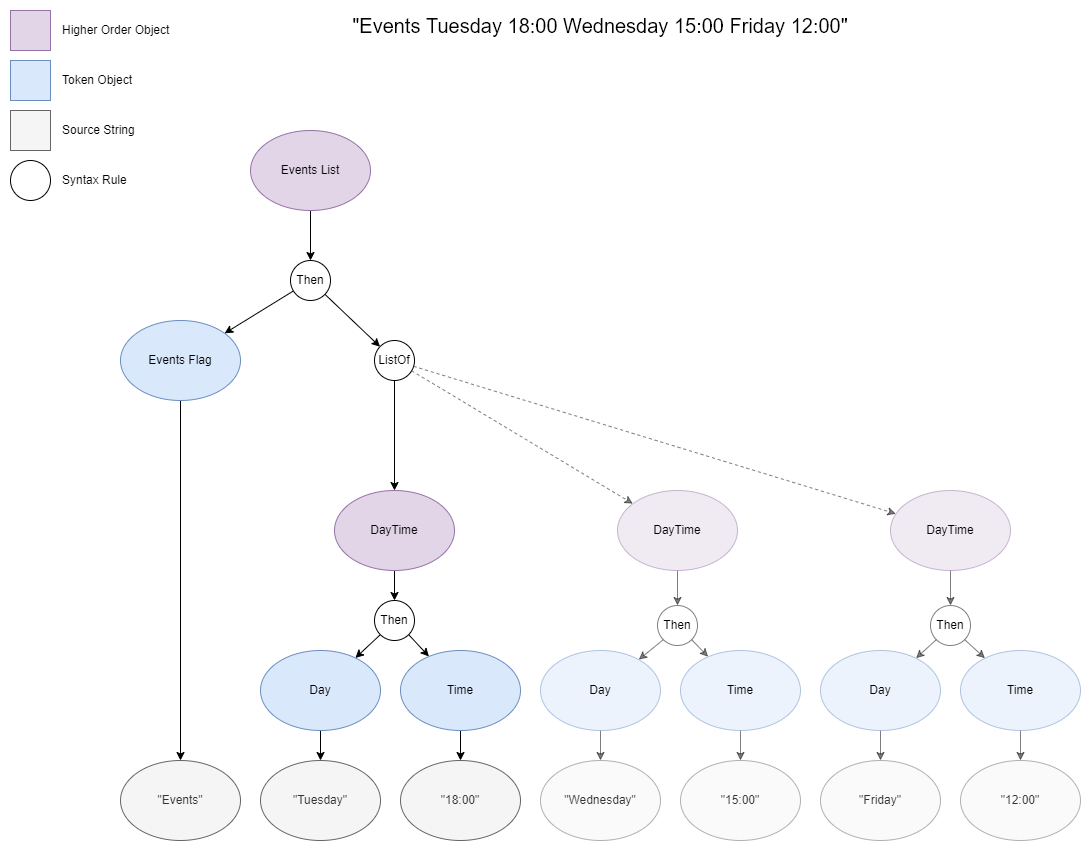 "Events Tuesday 18:00 Wednesday 15:00 Friday 12:00"
Higher Order Object
Token Object
Source String
Syntax Rule
Events List
Then
Events Flag
ListOf
DayTime
DayTime
DayTime
Then
Then
Then
Day
Time
Day
Time
Day
Time
"Events"
"Tuesday"
"18:00"
"Wednesday"
"15:00"
"Friday"
"12:00"